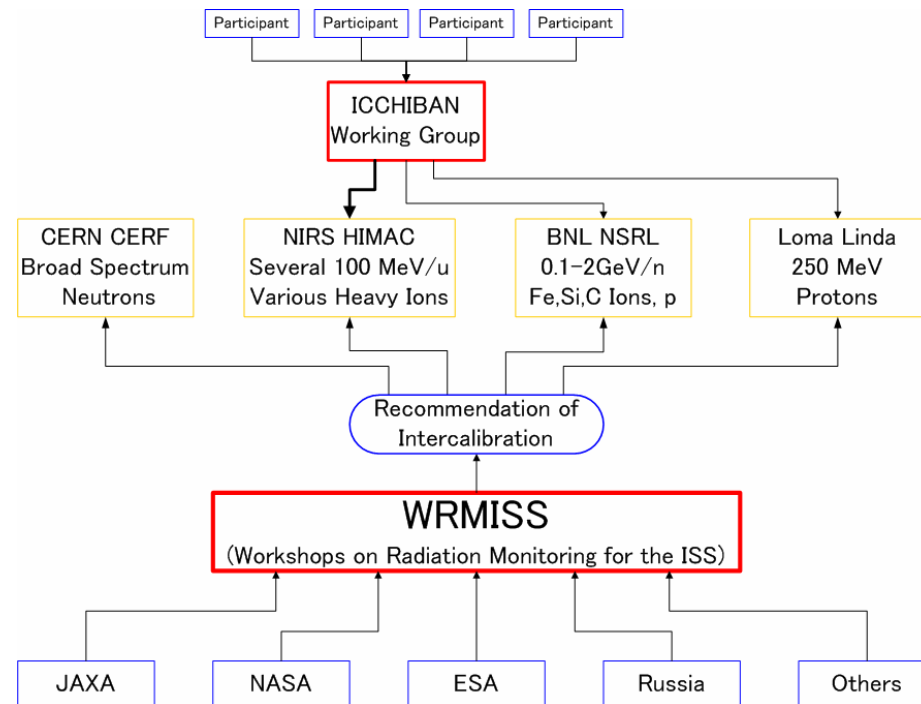 Participant
Participant
Participant
Participant
ICCHIBAN
Working Group
CERN CERF
Broad Spectrum
Neutrons
NIRS HIMAC
Several 100 MeV/u
Various Heavy Ions
BNL NSRL
0.1-2GeV/n
Fe,Si,C Ions, p
Loma Linda
250 MeV
Protons
Recommendation of
Intercalibration
WRMISS
(Workshops on Radiation Monitoring for the ISS)
JAXA
NASA
ESA
Russia
Others